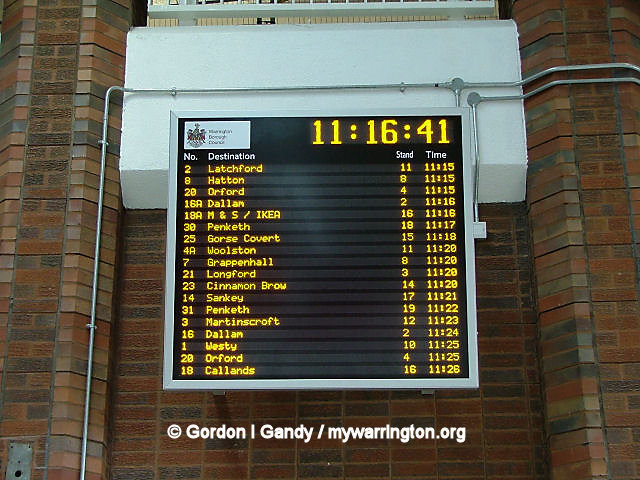 Warrington
Borough
Council
11:16:41
No. Destination Stand Time
2 Latchford 11 11:15
8 Hatton 8 11:15
20 Orford 4 11:15
16A Dallam 2 11:16
18A M & S / IKEA 16 11:16
30 Penketh 18 11:17
25 Gorse Covert 15 11:18
4A Woolston 11 11:20
7 Grappenhall 8 11:20
21 Longford 3 11:20
23 Cinnamon Brow 14 11:20
14 Sankey 17 11:21
31 Penketh 19 11:22
3 Martinscroft 12 11:23
16 Dallam 2 11:24
1 Westy 10 11:25
20 Orford 4 11:25
18 Callands 16 11:26
© Gordon I Gandy / mywarrington.org